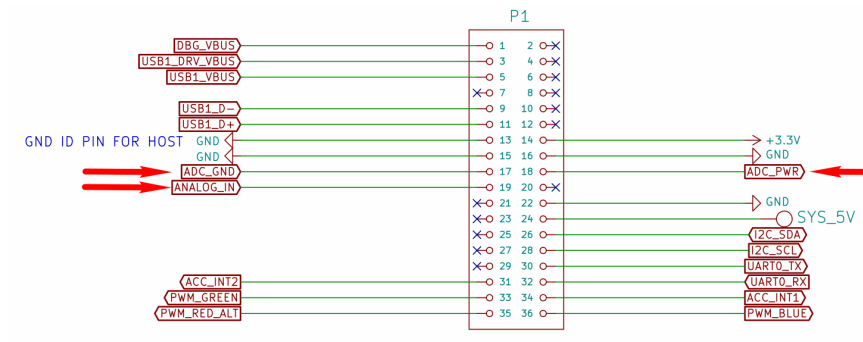 P1
DBG_VBUS 1 2
USB1_DRV_VBUS 3 4
USB1_VBUS 5 6
7 8
USB1_D- 9 10
USB1_D+ 11 12
GND ID PIN FOR HOST GND 13 14 +3.3V
GND 15 16 GND
ADC_GND 17 18 ADC_PWR
ANALOG_IN 19 20
21 22 GND
23 24 SYS_5V
25 26 I2C_SDA
27 28 I2C_SCL
29 30 UART0_TX
ACC_INT2 31 32 UART0_RX
PWM_GREEN 33 34 ACC_INT1
PWM_RED_ALT 35 36 PWM_BLUE